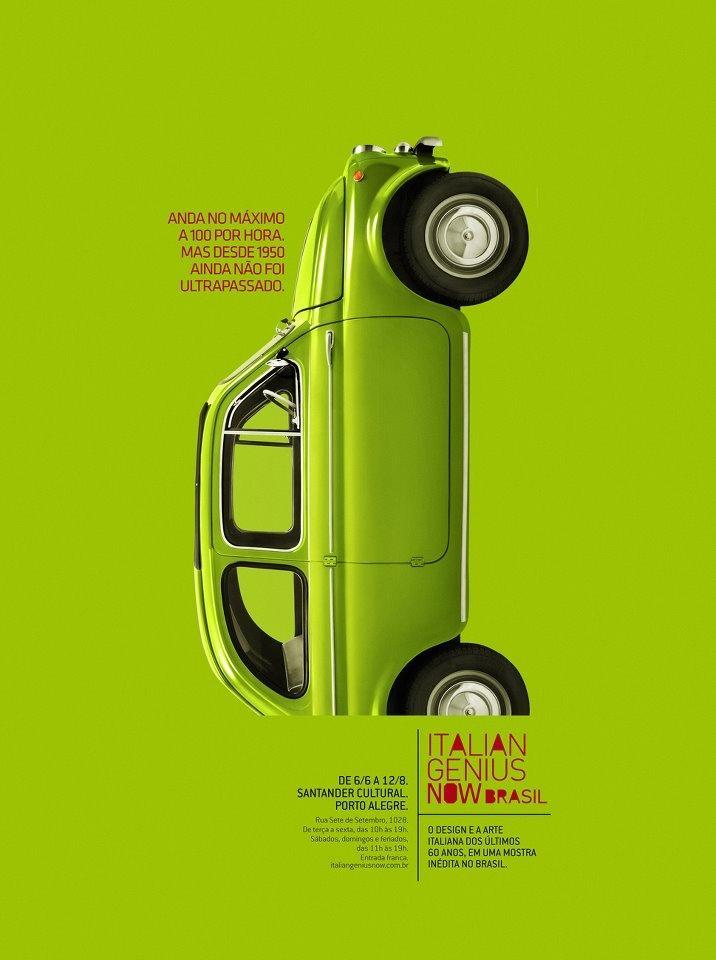 ANDA NO MÁXIMO
A 100 POR HORA.
MAS DESDE 1950
AINDA NÃO FOI
ULTRAPASSADO.
DE 6/6 A 12/8.
SANTANDER CULTURAL.
PORTO ALEGRE.
Rua Sete de Setembro, 1028.
De terça a sexta, das 10h às 19h.
Sábados, domingos e feriados,
das 11h às 19h.
Entrada franca.
italiangeniusnow.com.br
ITALIAN
GENIUS
NOW BRASIL
O DESIGN E A ARTE
ITALIANA DOS ÚLTIMOS
60 ANOS, EM UMA MOSTRA
INÉDITA NO BRASIL.